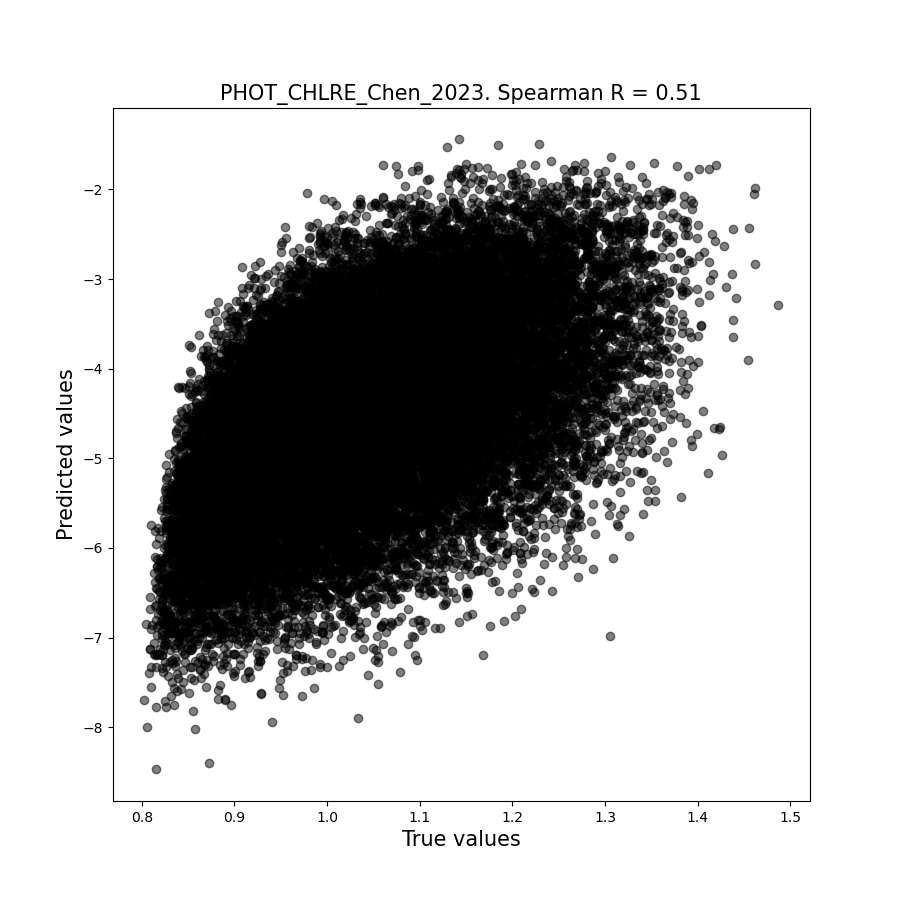 PHOT_CHLRE_Chen_2023. Spearman R = 0.51
Predicted values
−2
−3
−4
−5
−6
−7
−8
0.8 0.9 1.0 1.1 1.2 1.3 1.4 1.5
True values